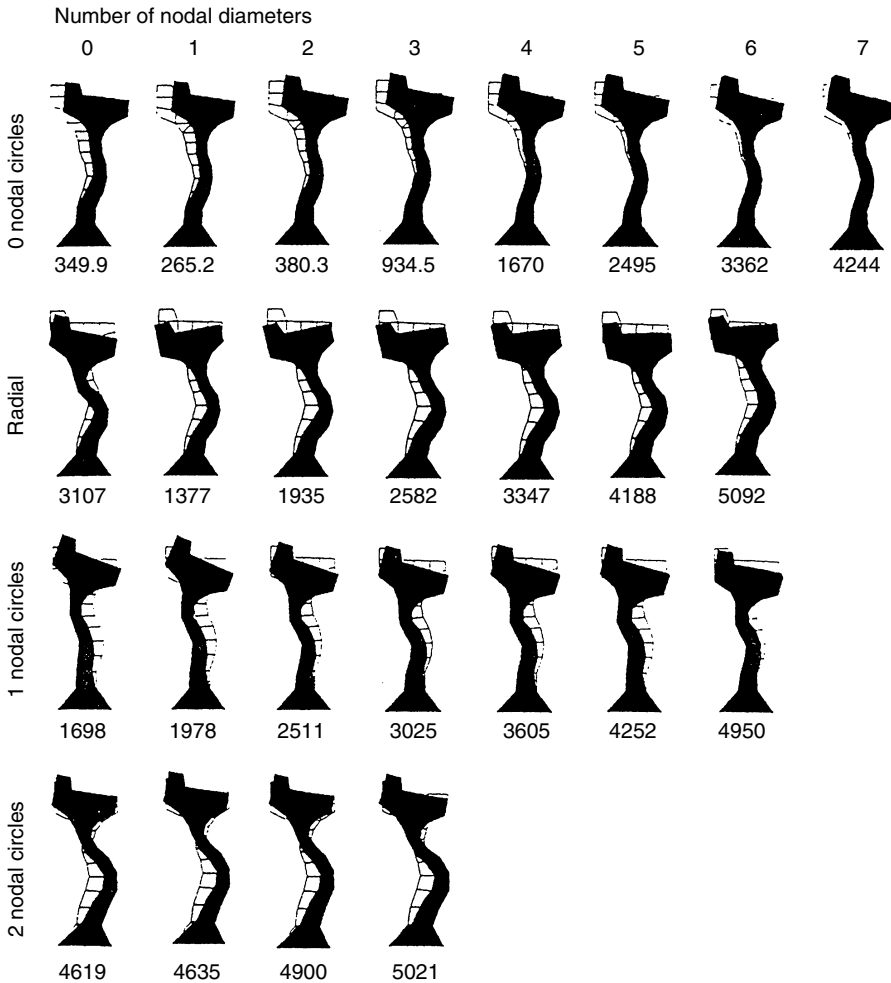 Number of nodal diameters
0 1 2 3 4 5 6 7
0 nodal circles
349.9 265.2 380.3 934.5 1670 2495 3362 4244
Radial
3107 1377 1935 2582 3347 4188 5092
1 nodal circles
1698 1978 2511 3025 3605 4252 4950
2 nodal circles
4619 4635 4900 5021